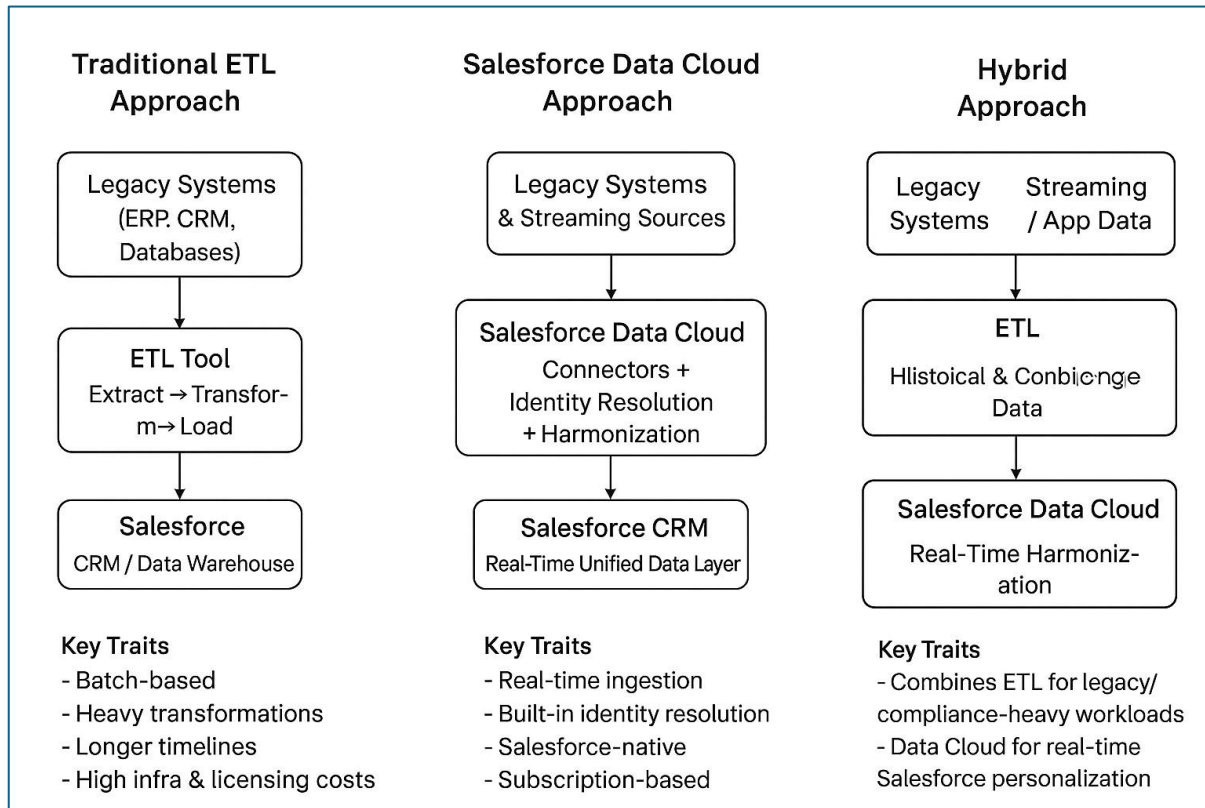 Traditional ETL
Approach
Legacy Systems
(ERP. CRM,
Databases)
ETL Tool
Extract → Transfor-
m→ Load
Salesforce
CRM / Data Warehouse
Key Traits
- Batch-based
- Heavy transformations
- Longer timelines
- High infra & licensing costs
Salesforce Data Cloud
Approach
Legacy Systems
& Streaming Sources
Salesforce Data Cloud
Connectors +
Identity Resolution
+ Harmonization
Salesforce CRM
Real-Time Unified Data Layer
Key Traits
- Real-time ingestion
- Built-in identity resolution
- Salesforce-native
- Subscription-based
Hybrid
Approach
Legacy
Systems
Streaming
/ App Data
ETL
Hlistoical &
Data
Salesforce Data Cloud
Real-Time Harmoniz-
ation
Key Traits
- Combines ETL for legacy/
compliance-heavy workloads
- Data Cloud for real-time
Salesforce personalization